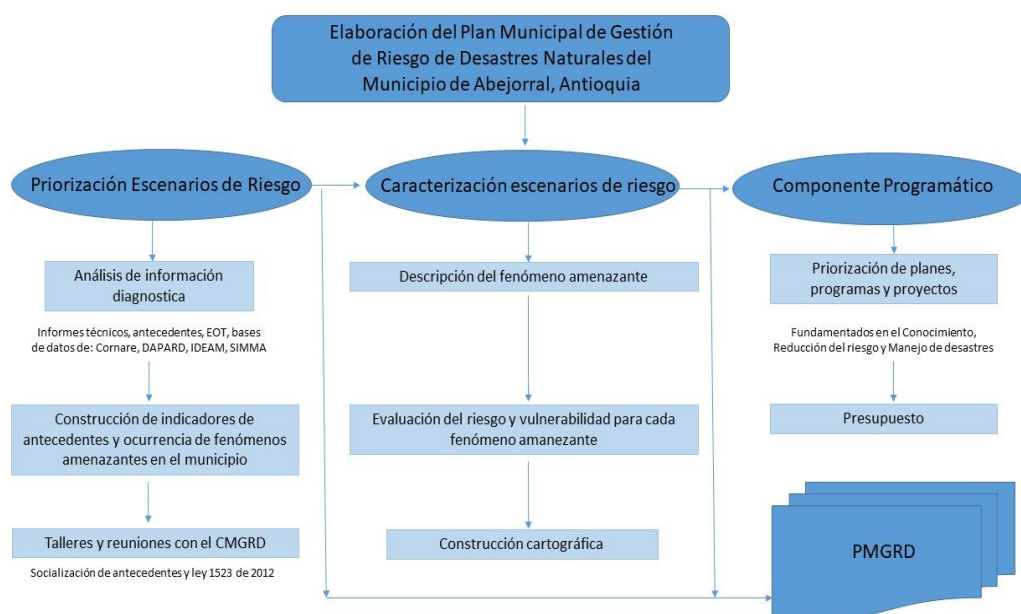 Elaboración del Plan Municipal de Gestión
de Riesgo de Desastres Naturales del
Municipio de Abejorral, Antioquia
Priorización Escenarios de Riesgo
Caracterización escenarios de riesgo
Componente Programático
Análisis de información
diagnostica
Informes técnicos, antecedentes, EOT, bases
de datos de: Cornare, DAPARD, IDEAM, SIMMA
Construcción de indicadores de
antecedentes y ocurrencia de fenómenos
amenazantes en el municipio
Talleres y reuniones con el CMGRD
Socialización de antecedentes y ley 1523 de 2012
Descripción del fenómeno amenazante
Evaluación del riesgo y vulnerabilidad para cada
fenómeno amanezante
Construcción cartográfica
Priorización de planes,
programas y proyectos
Fundamentados en el Conocimiento,
Reducción del riesgo y Manejo de desastres
Presupuesto
PMGRD